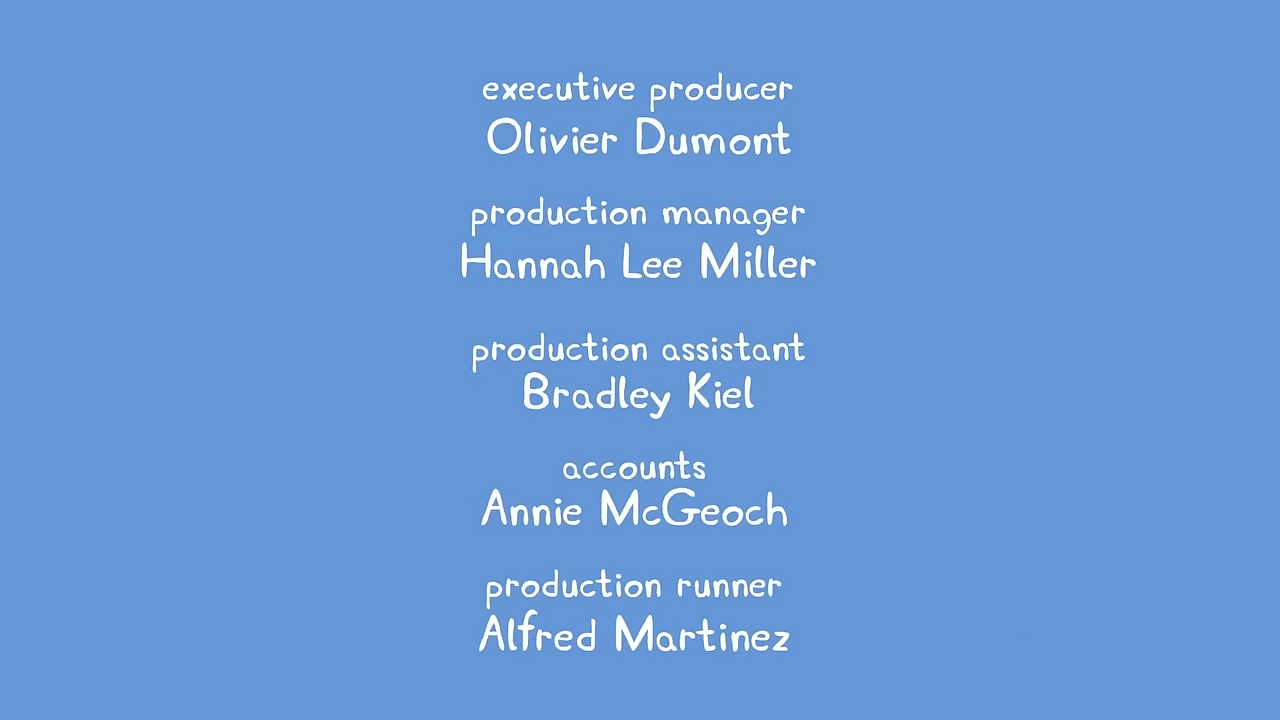 executive producer
Olivier Dumont
production manager
Hannah Lee Miller
production assistant
Bradley Kiel
accounts
Annie McGeoch
production runner
Alfred Martinez